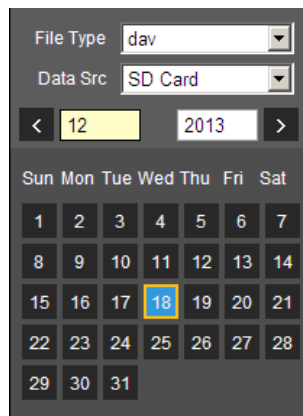 File Type dav
Data Src SD Card
< 12 2013 >
Sun Mon Tue Wed Thu Fri Sat
1 2 3 4 5 6 7
8 9 10 11 12 13 14
15 16 17 18 19 20 21
22 23 24 25 26 27 28
29 30 31